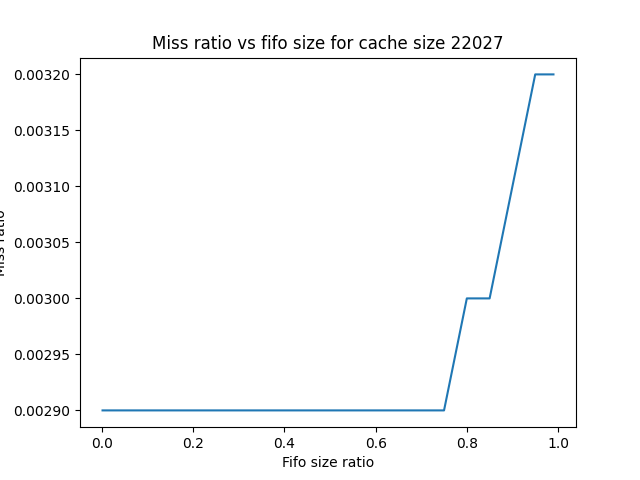 Miss ratio vs fifo size for cache size 22027
0.00320
0.00315
0.00310
0.00305
0.00300
0.00295
0.00290
Miss ratio
0.0 0.2 0.4 0.6 0.8 1.0
Fifo size ratio